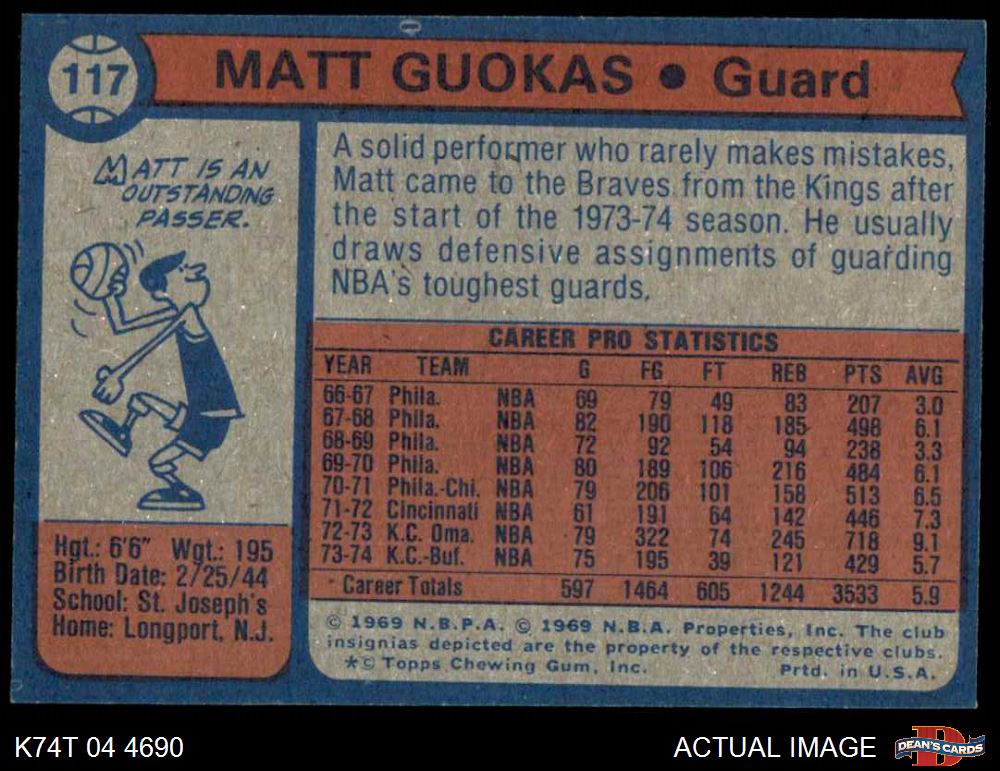 117
MATT GUOKAS • Guard
MATT IS AN
OUTSTANDING
PASSER.
A solid performer who rarely makes mistakes,
Matt came to the Braves from the Kings after
the start of the 1973-74 season. He usually
draws defensive assignments of guarding
NBA's toughest guards.
CAREER PRO STATISTICS
YEAR TEAM G FG FT REB PTS AVG
66-67 Phila. NBA 69 79 49 83 207 3.0
67-68 Phila. NBA 82 190 118 185 498 6.1
68-69 Phila. NBA 72 92 54 94 238 3.3
69-70 Phila. NBA 80 189 106 216 484 6.1
70-71 Phila.-Chi. NBA 79 206 101 158 513 6.5
71-72 Cincinnati NBA 61 191 64 142 446 7.3
72-73 K.C. Oma. NBA 79 322 74 245 718 9.1
73-74 K.C.-Buf. NBA 75 195 39 121 429 5.7
Career Totals 597 1464 605 1244 3533 5.9
Hgt.: 6'6" Wgt.: 195
Birth Date: 2/25/44
School: St. Joseph's
Home: Longport, N.J.
© 1969 N.B.P.A. © 1969 N.B.A. Properties, Inc. The club
insignias depicted are the property of the respective clubs.
*© Topps Chewing Gum, Inc. Prtd. in U.S.A.
K74T 04 4690
ACTUAL IMAGE
D
DEAN'S CARDS